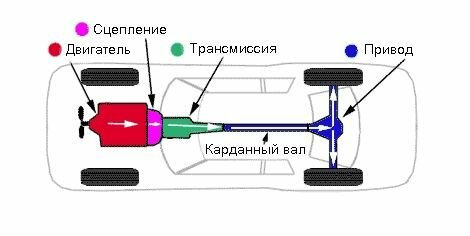 Сцепление
Двигатель
Трансмиссия
Привод
Карданный вал